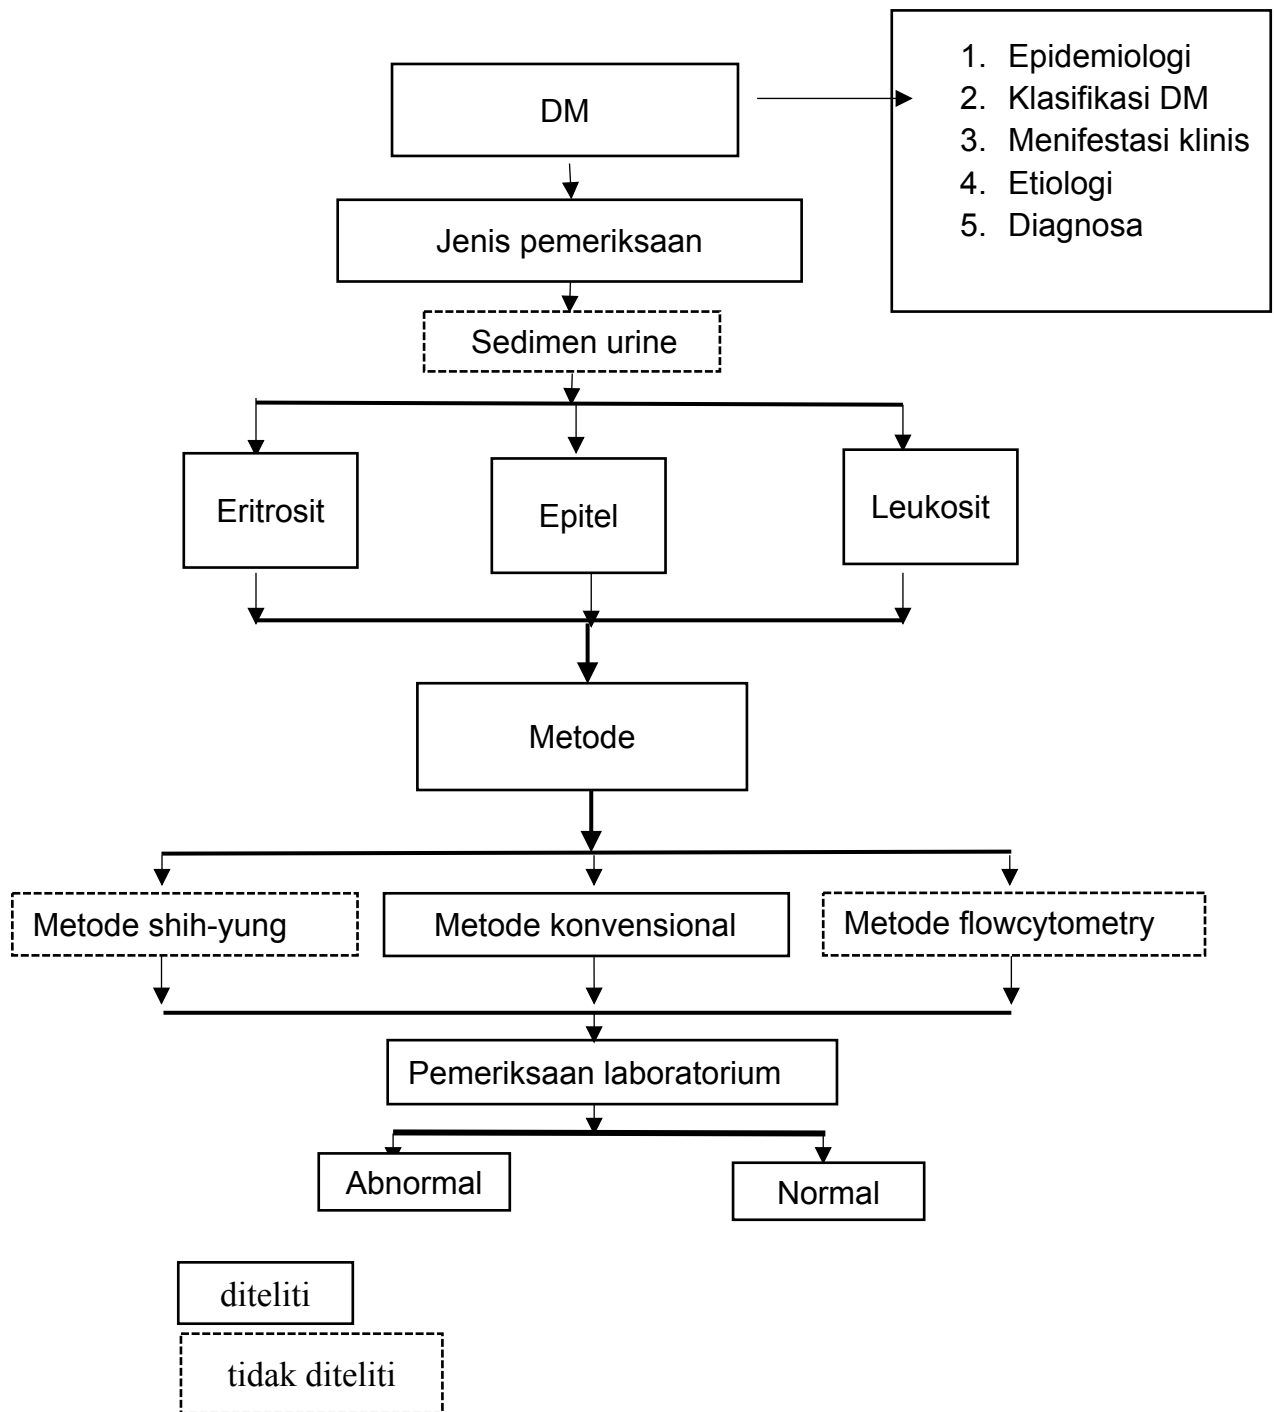 DM
1. Epidemiologi
2. Klasifikasi DM
3. Menifestasi klinis
4. Etiologi
5. Diagnosa
Jenis pemeriksaan
Sedimen urine
Eritrosit
Epitel
Leukosit
Metode
Metode shih-yung
Metode konvensional
Metode flowcytometry
Pemeriksaan laboratorium
Abnormal
Normal
diteliti
tidak diteliti